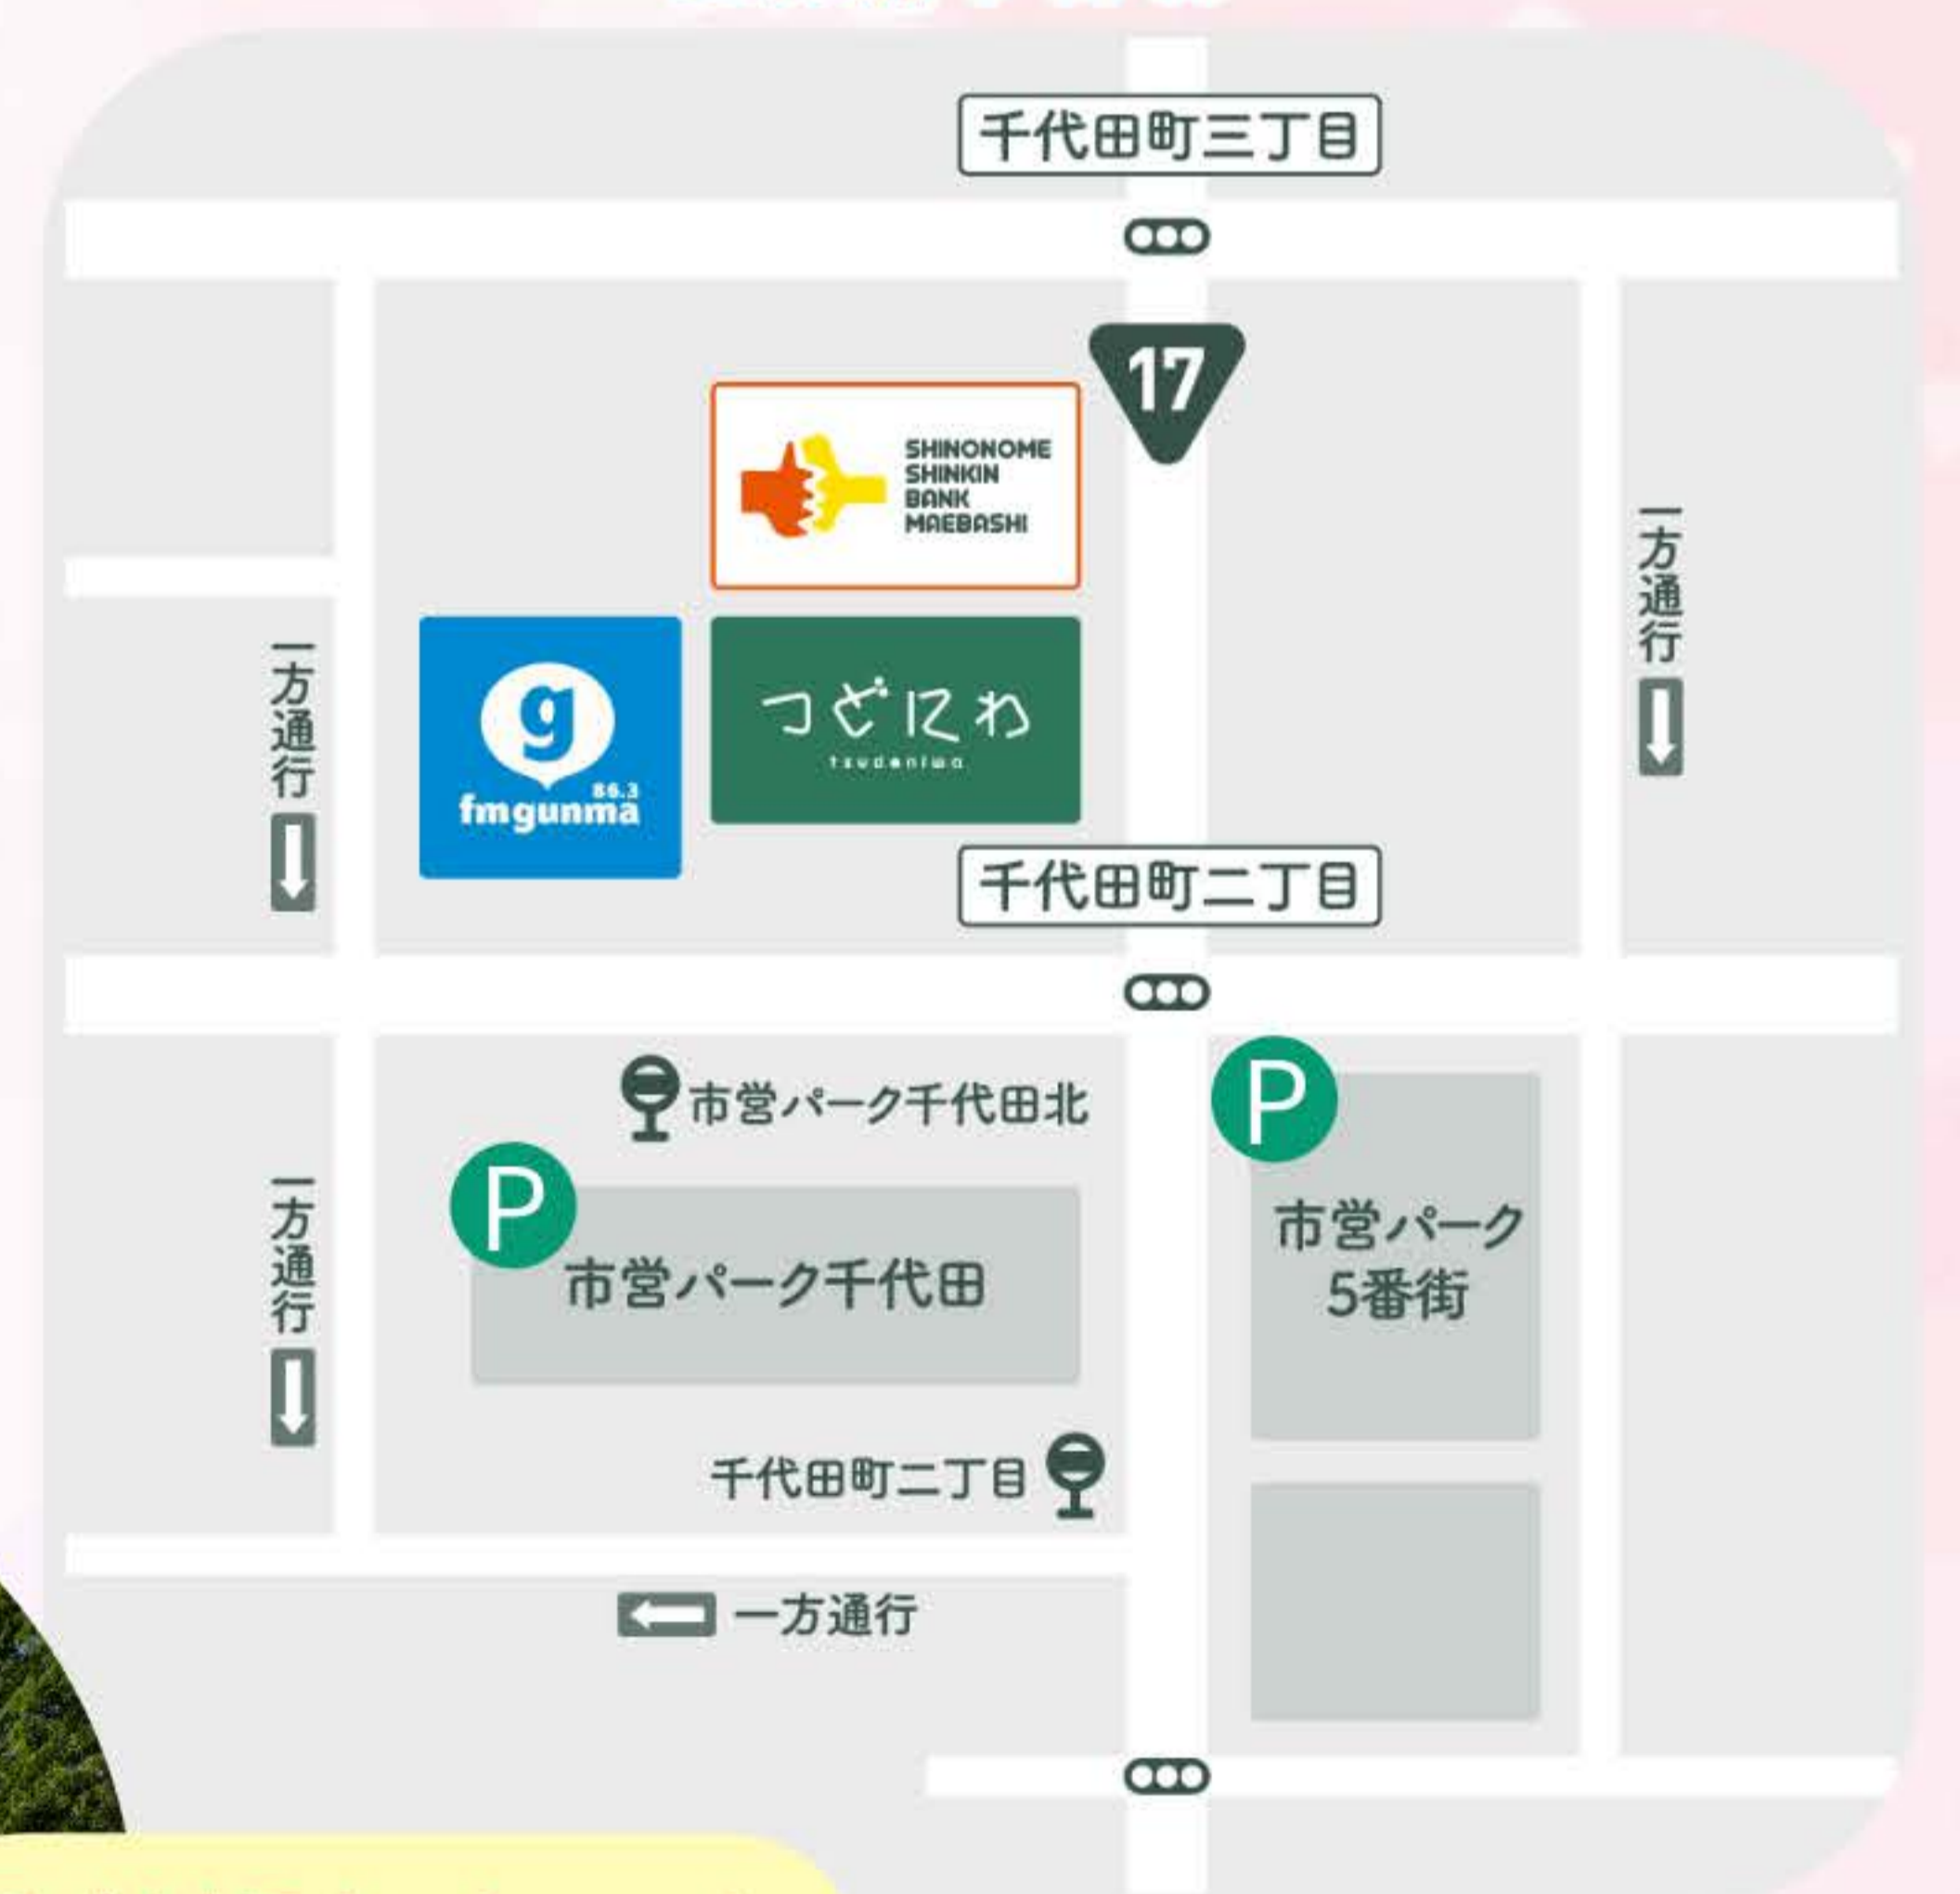 千代田町三丁目
17
SHINONOME
SHINKIN
BANK
MAEBASHI
一方通行
一方通行
g
86.3
fmgunma
つどにわ
tsudoniwa
千代田町二丁目
市営パーク千代田北
P
P
市営パーク
5番街
市営パーク千代田
一方通行
千代田町二丁目
一方通行